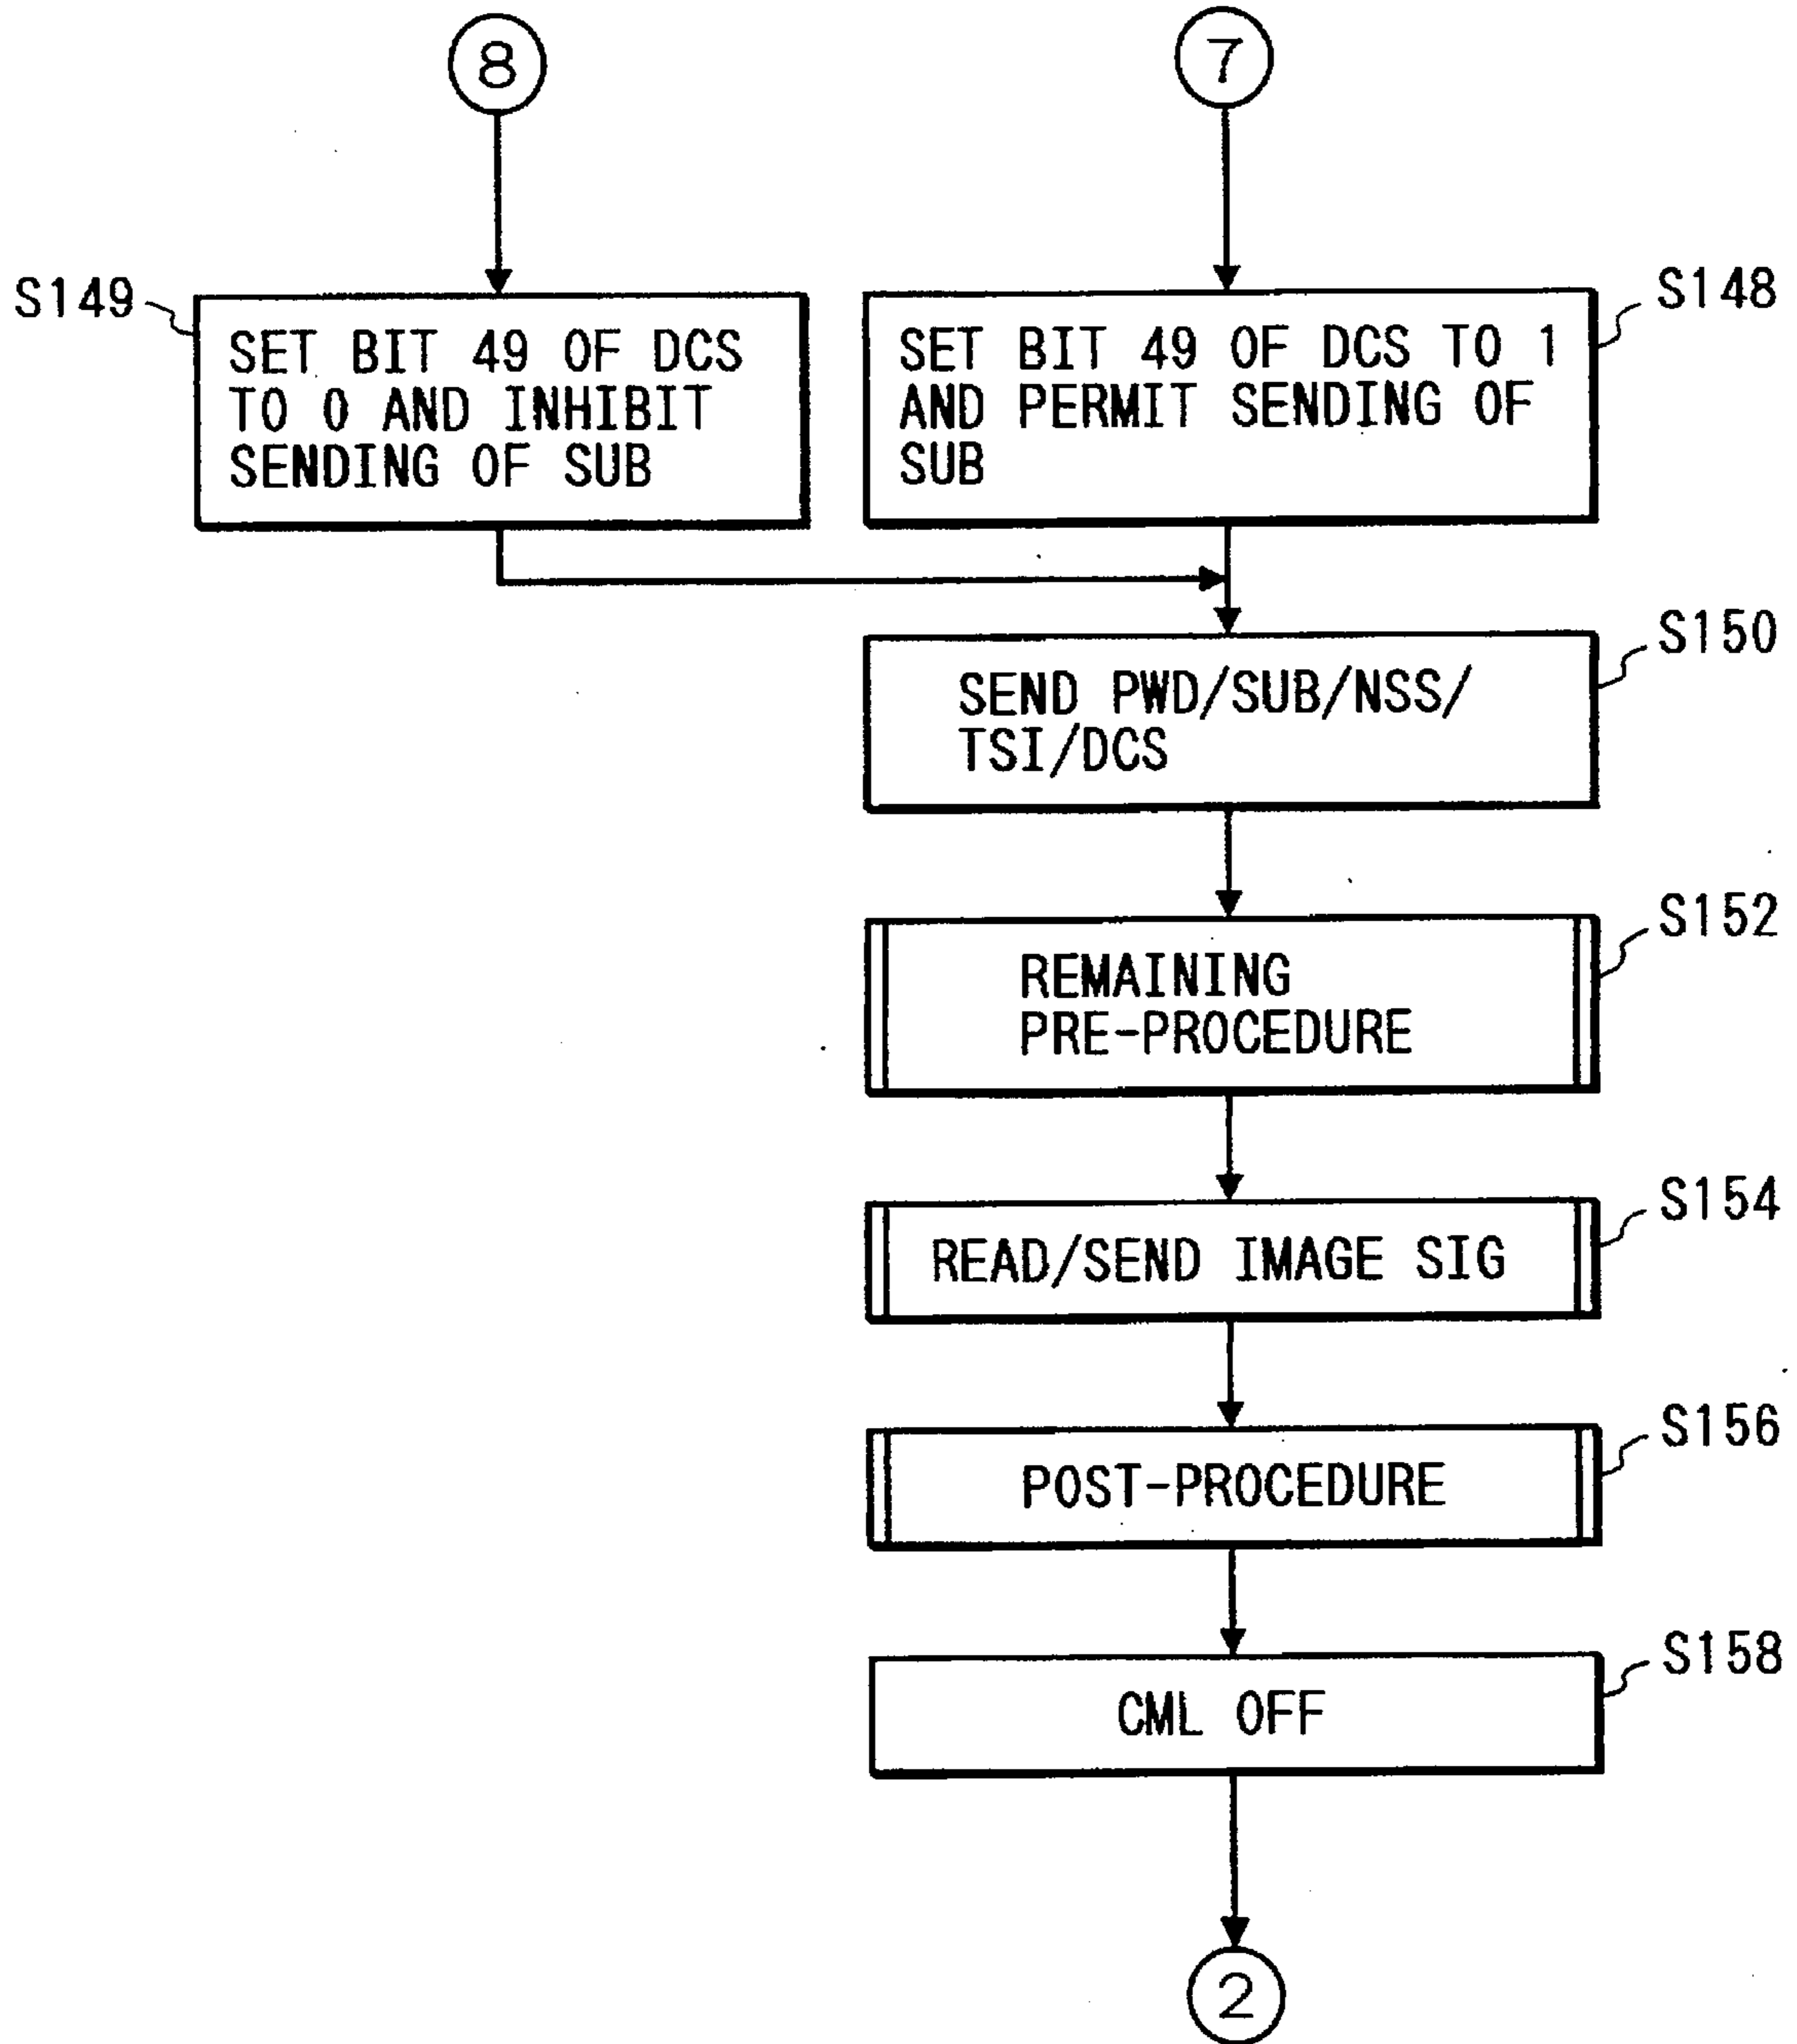 8
7
S149
SET BIT 49 OF DCS
TO 0 AND INHIBIT
SENDING OF SUB
S148
SET BIT 49 OF DCS TO 1
AND PERMIT SENDING OF
SUB
S150
SEND PWD/SUB/NSS/
TSI/DCS
S152
REMAINING
PRE-PROCEDURE
S154
READ/SEND IMAGE SIG
S156
POST-PROCEDURE
S158
CML OFF
2